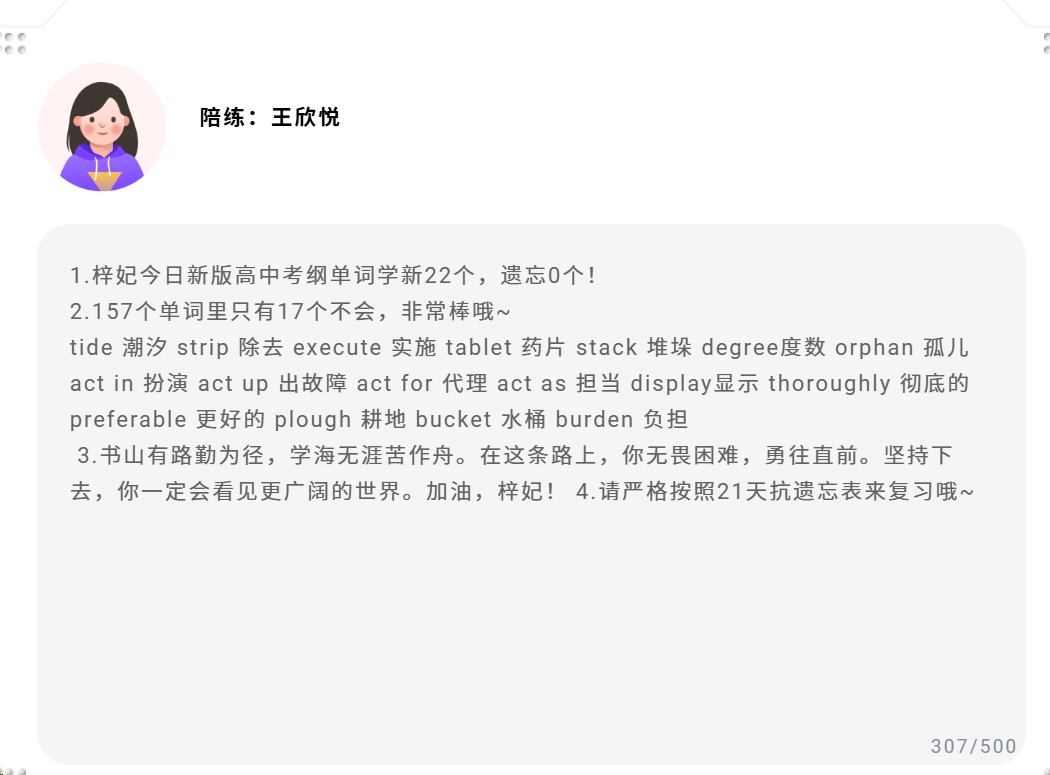 陪练：王欣悦
1.梓妃今日新版高中考纲单词学新22个，遗忘0个！
2.157个单词里只有17个不会，非常棒哦~
tide 潮汐 strip 除去 execute 实施 tablet 药片 stack 堆垛 degree度数 orphan 孤儿
act in 扮演 act up 出故障 act for 代理 act as 担当 display显示 thoroughly 彻底的
preferable 更好的 plough 耕地 bucket 水桶 burden 负担
3.书山有路勤为径，学海无涯苦作舟。在这条路上，你无畏困难，勇往直前。坚持下
去，你一定会看见更广阔的世界。加油，梓妃！ 4.请严格按照21天抗遗忘表来复习哦~
307/500